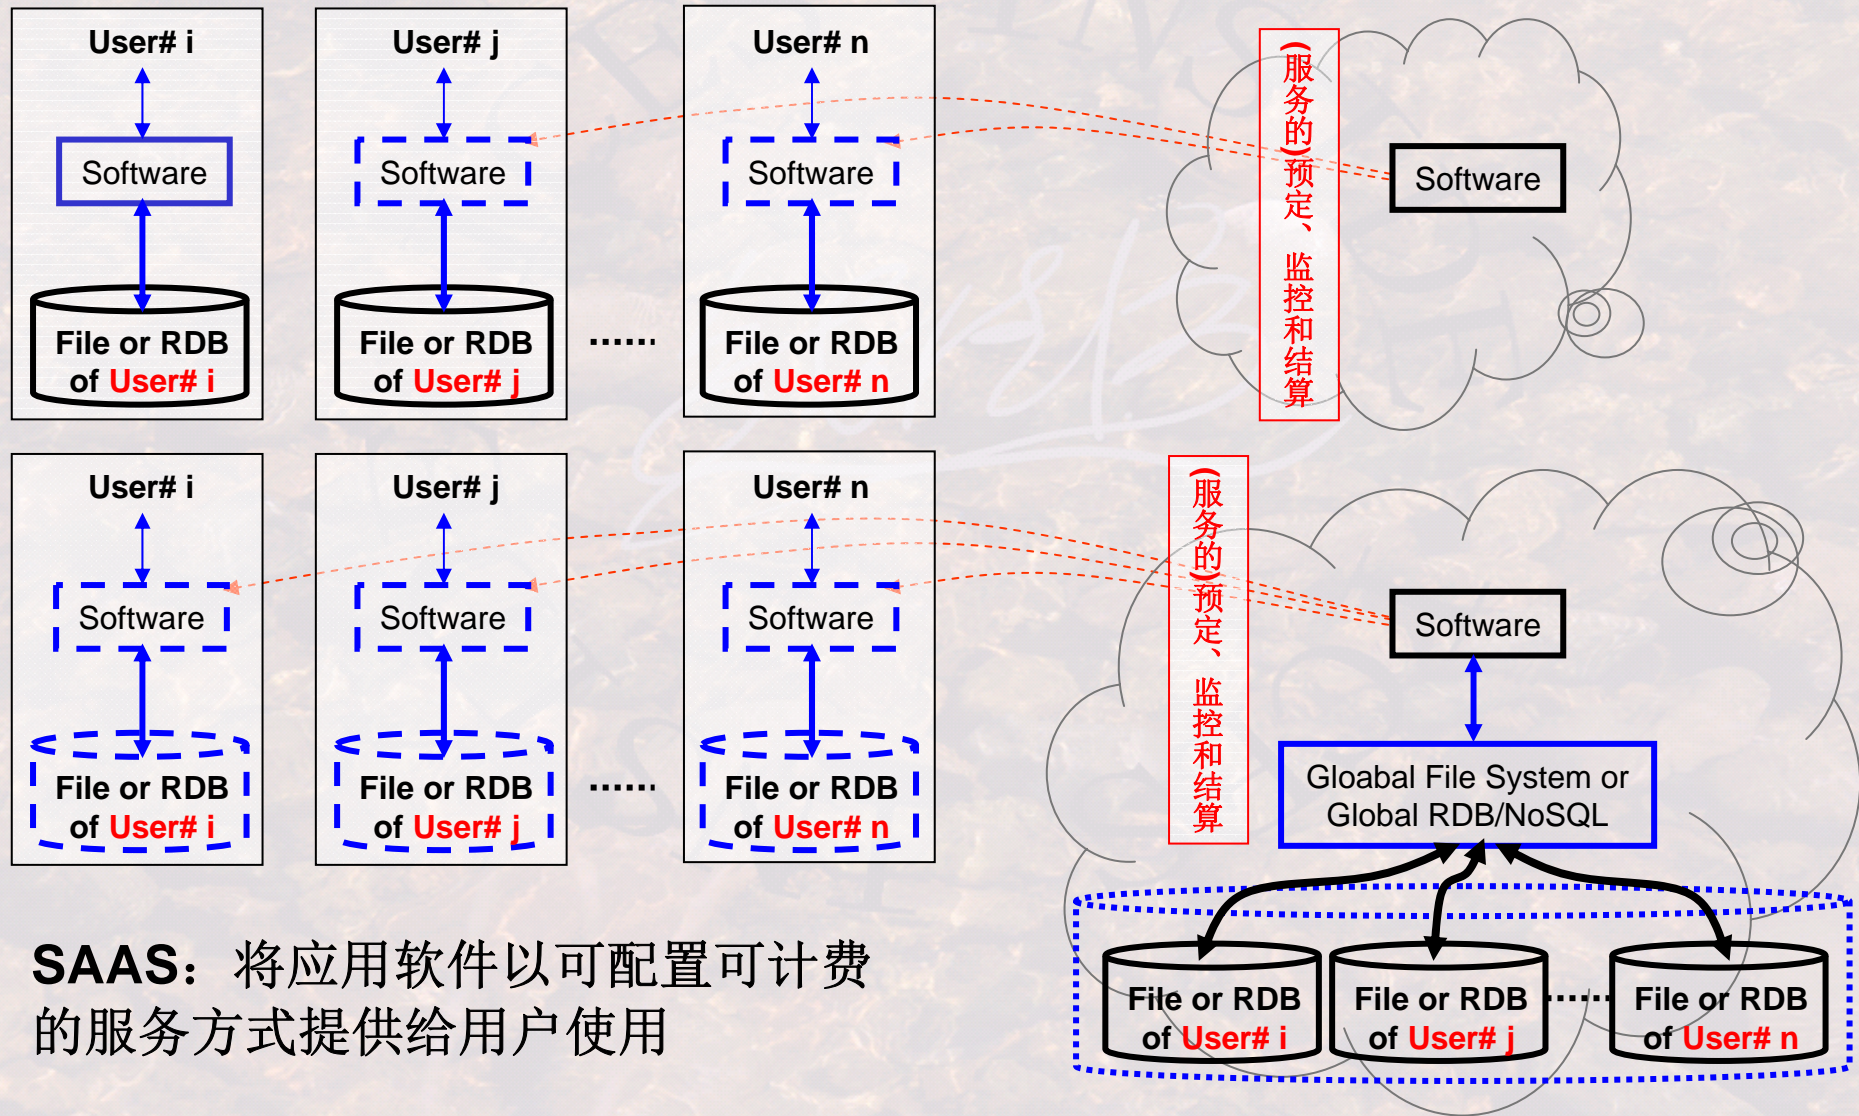 User# i
User# j
User# n
(服务的)预定、监控和结算
Software
Software
Software
Software
File or RDB
of User# i
File or RDB
of User# j
······
File or RDB
of User# n
User# i
User# j
User# n
(服务的)预定、监控和结算
Software
Software
Software
Software
File or RDB
of User# i
File or RDB
of User# j
······
File or RDB
of User# n
Gloabal File System or
Global RDB/NoSQL
SAAS：将应用软件以可配置可计费
的服务方式提供给用户使用
File or RDB
of User# i
File or RDB
of User# j
······
File or RDB
of User# n